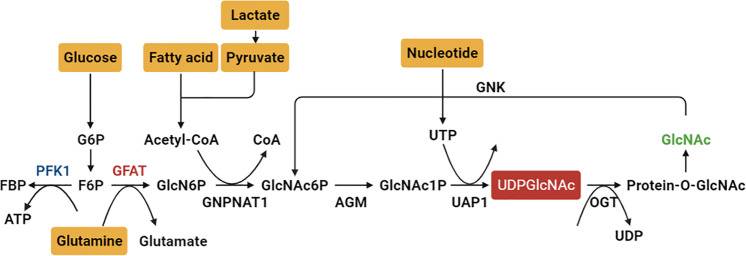 Lactate
Glucose
Fatty acid
Pyruvate
Nucleotide
GNK
G6P
Acetyl-CoA
CoA
UTP
GlcNAc
PFK1
GFAT
FBP
F6P
GlcN6P
GNPNAT1
GlcNAc6P
AGM
GlcNAc1P
UAP1
UDPGlcNAc
OGT
Protein-O-GlcNAc
ATP
Glutamine
Glutamate
UDP